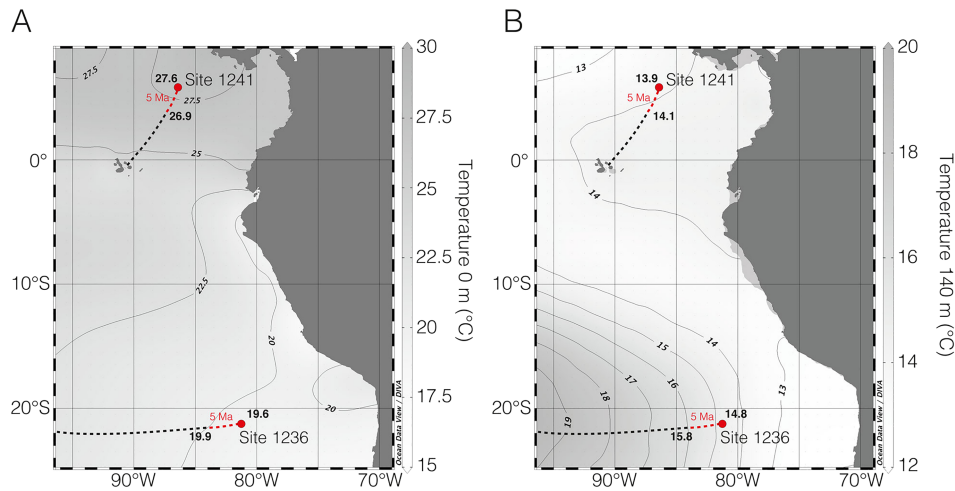 A
B
30
27.5
25
22.5
20
17.5
15
Temperature 0 m (°C)
20
18
16
14
12
Temperature 140 m (°C)
27.5
27.6
Site 1241
5 Ma
27.5
26.9
25
22.5
20
20
5 Ma
19.6
19.9
Site 1236
0°
10°S
20°S
90°W
80°W
70°W
Ocean Data View / DIVA
13
13.9
Site 1241
5 Ma
14.1
14
15
14
16
17
18
19
13
5 Ma
14.8
15.8
Site 1236
0°
10°S
20°S
90°W
80°W
70°W
Ocean Data View / DIVA